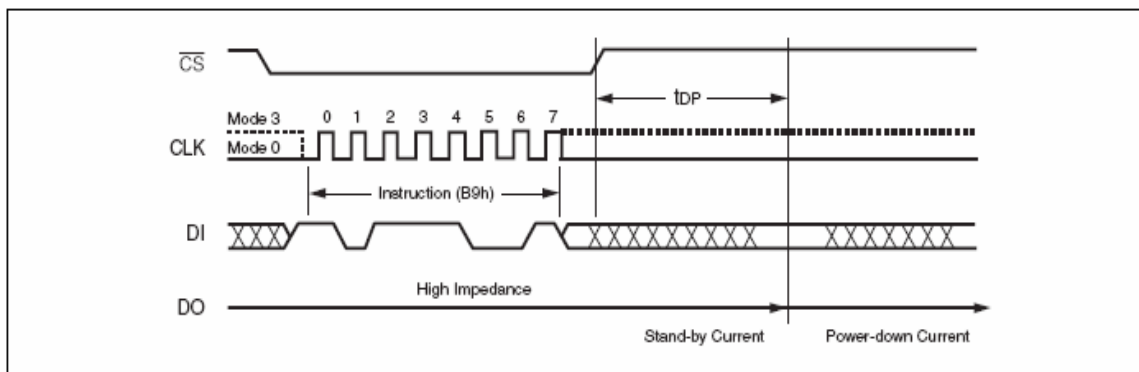 CS
tDP
Mode 3
0 1 2 3 4 5 6 7
CLK
Mode 0
Instruction (B9h)
DI
High Impedance
DO
Stand-by Current
Power-down Current